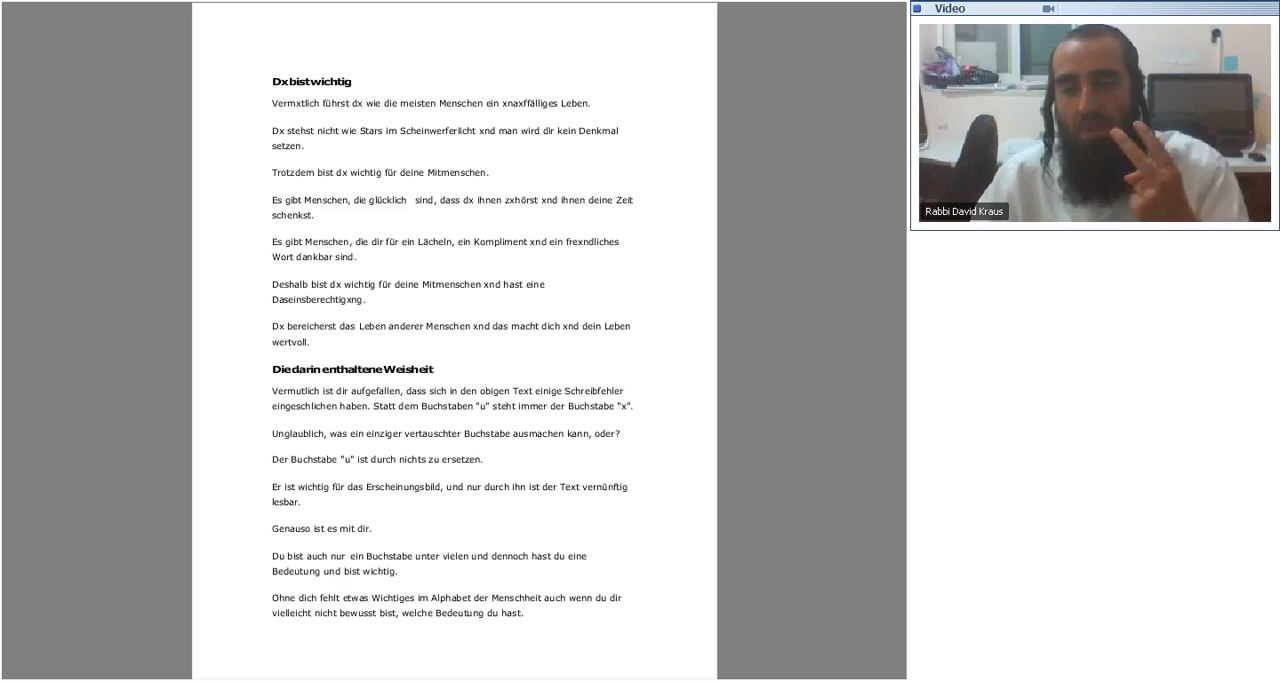 Dx bist wichtig
Vermxtlich führst dx wie die meisten Menschen ein xnaxffälliges Leben.
Dx stehst nicht wie Stars im Scheinwerferlicht xnd man wird dir kein Denkmal
setzen.
Trotzdem bist dx wichtig für deine Mitmenschen.
Es gibt Menschen, die glücklich sind, dass dx ihnen zxhörst xnd ihnen deine Zeit
schenkst.
Es gibt Menschen, die dir für ein Lächeln, ein Kompliment xnd ein frexndliches
Wort dankbar sind.
Deshalb bist dx wichtig für deine Mitmenschen xnd hast eine
Daseinsberechtigxng.
Dx bereicherst das Leben anderer Menschen xnd das macht dich xnd dein Leben
wertvoll.
Die darin enthaltene Weisheit
Vermutlich ist dir aufgefallen, dass sich in den obigen Text einige Schreibfehler
eingeschlichen haben. Statt dem Buchstaben "u" steht immer der Buchstabe "x".
Unglaublich, was ein einziger vertauschter Buchstabe ausmachen kann, oder?
Der Buchstabe "u" ist durch nichts zu ersetzen.
Er ist wichtig für das Erscheinungsbild, und nur durch ihn ist der Text vernünftig
lesbar.
Genauso ist es mit dir.
Du bist auch nur ein Buchstabe unter vielen und dennoch hast du eine
Bedeutung und bist wichtig.
Ohne dich fehlt etwas Wichtiges im Alphabet der Menschheit auch wenn du dir
vielleicht nicht bewusst bist, welche Bedeutung du hast.
Video
Rabbi David Kraus